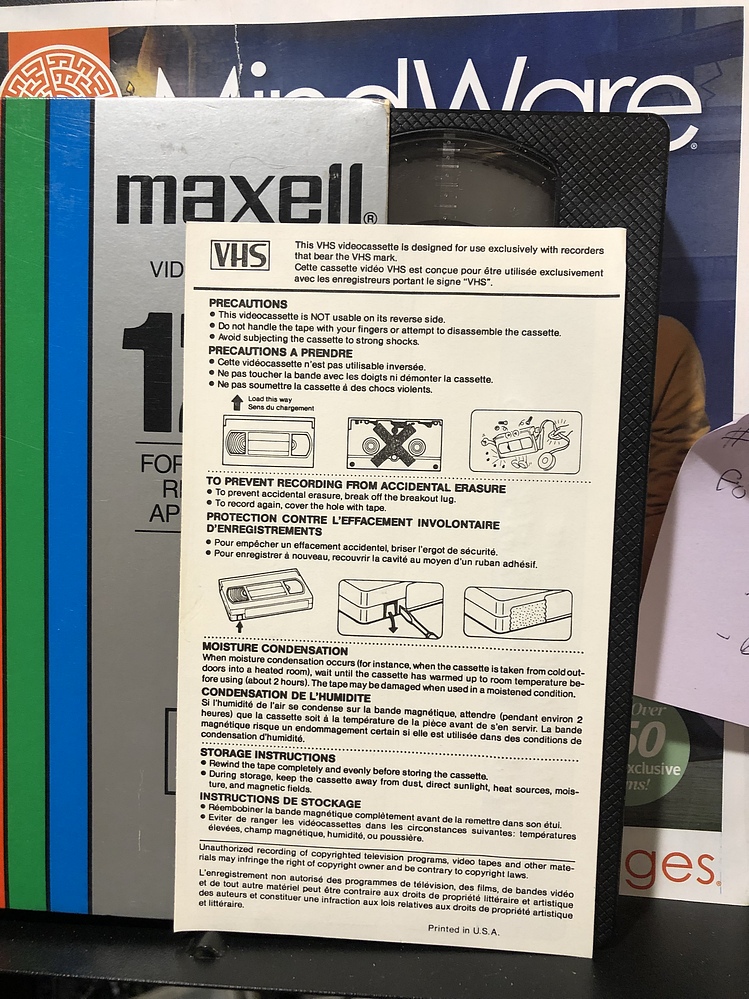 MindWare
®
maxell®
VID
FOR
AP
VHS
This VHS videocassette is designed for use exclusively with recorders
that bear the VHS mark.
Cette cassette vidéo VHS est conçue pour être utilisée exclusivement
avec les enregistreurs portant le signe “VHS”.
PRECAUTIONS
● This videocassette is NOT usable on its reverse side.
● Do not handle the tape with your fingers or attempt to disassemble the cassette.
● Avoid subjecting the cassette to strong shocks.
PRECAUTIONS A PRENDRE
● Cette vidéocassette n'est pas utilisable inversée.
● Ne pas toucher la bande avec les doigts ni démonter la cassette.
● Ne pas soumettre la cassette á des chocs violents.
Load this way
Sens du chargement
TO PREVENT RECORDING FROM ACCIDENTAL ERASURE
● To prevent accidental erasure, break off the breakout lug.
● To record again, cover the hole with tape.
PROTECTION CONTRE L'EFFACEMENT INVOLONTAIRE
D'ENREGISTREMENTS
● Pour empêcher un effacement accidentel, briser l'ergot de sécurité.
● Pour enregistrer à nouveau, recouvrir la cavité au moyen d'un ruban adhésif.
MOISTURE CONDENSATION
When moisture condensation occurs (for instance, when the cassette is taken from cold out-
doors into a heated room), wait until the cassette has warmed up to room temperature be-
fore using (about 2 hours). The tape may be damaged when used in a moistened condition.
CONDENSATION DE L'HUMIDITE
Si l'humidité de l'air se condense sur la bande magnétique, attendre (pendant environ 2
heures) que la cassette soit à la température de la pièce avant de s'en servir. La bande
magnétique risque un endommagement certain si elle est utilisée dans des conditions de
condensation d'humidité.
STORAGE INSTRUCTIONS
● Rewind the tape completely and evenly before storing the cassette.
● During storage, keep the cassette away from dust, direct sunlight, heat sources, mois-
ture, and magnetic fields.
INSTRUCTIONS DE STOCKAGE
● Réembobiner la bande magnétique complètement avant de la remettre dans son étui.
● Eviter de ranger les vidéocassettes dans les circonstances suivantes: températures
élevées, champ magnétique, humidité, ou poussière.
Unauthorized recording of copyrighted television programs, video tapes and other mate-
rials may infringe the right of copyright owner and be contrary to copyright laws.
L'enregistrement non autorisé des programmes de télévision, des films, de bandes vidéo
et de tout autre matériel peut être contraire aux droits de propriété littéraire et artistique
des auteurs et constituer une infraction aux lois relatives aux droits de propriété artistique
et littéraire.
Printed in U.S.A.
Over
50
xclusive
ms!
ges.